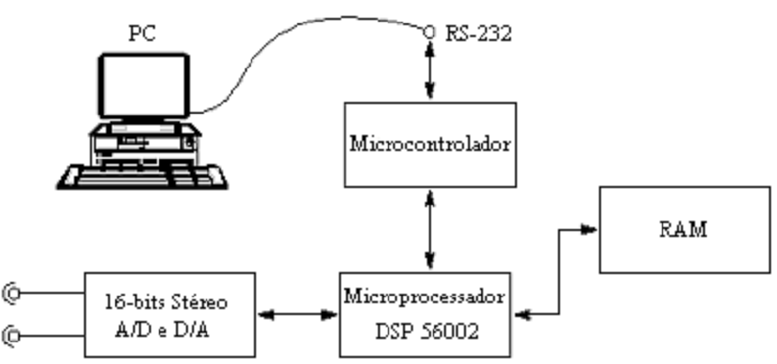 PC
RS-232
Microcontrolador
RAM
16-bits Stéreo
A/D e D/A
Microprocessador
DSP 56002